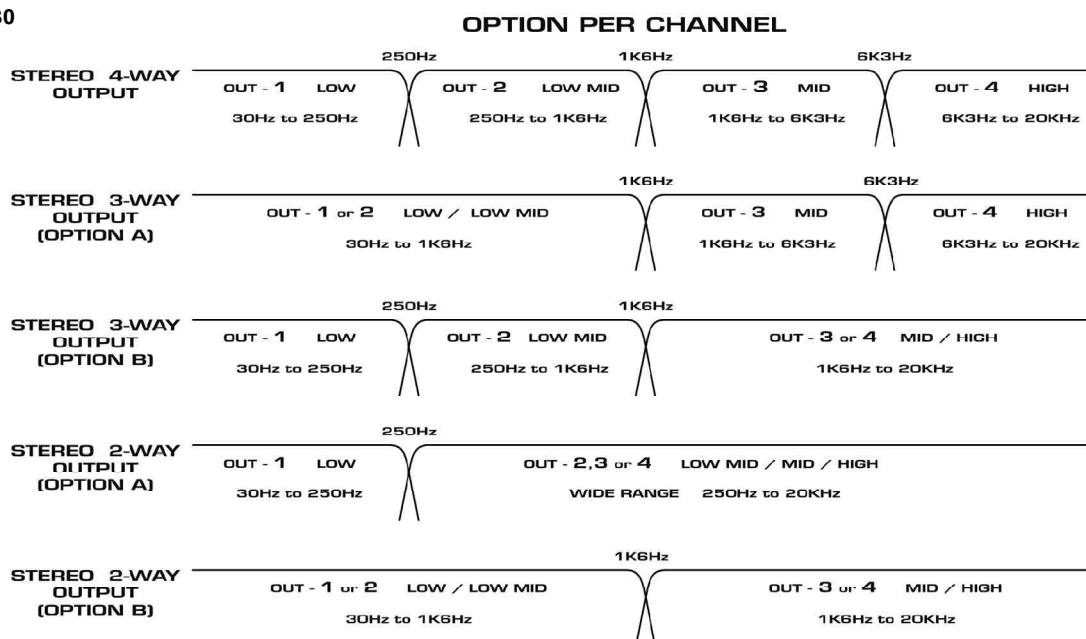 30
OPTION PER CHANNEL
250Hz 1K6Hz 6K3Hz
STEREO 4-WAY OUTPUT
OUT - 1 LOW OUT - 2 LOW MID OUT - 3 MID OUT - 4 HIGH
30Hz to 250Hz 250Hz to 1K6Hz 1K6Hz to 6K3Hz 6K3Hz to 20KHz
1K6Hz 6K3Hz
STEREO 3-WAY
OUTPUT
(OPTION A)
OUT - 1 or 2 LOW / LOW MID OUT - 3 MID OUT - 4 HIGH
30Hz to 1K6Hz 1K6Hz to 6K3Hz 6K3Hz to 20KHz
250Hz 1K6Hz
STEREO 3-WAY
OUTPUT
(OPTION B)
OUT - 1 LOW OUT - 2 LOW MID OUT - 3 or 4 MID / HIGH
30Hz to 250Hz 250Hz to 1K6Hz 1K6Hz to 20KHz
250Hz
STEREO 2-WAY
OUTPUT
(OPTION A)
OUT - 1 LOW OUT - 2,3 or 4 LOW MID / MID / HIGH
30Hz to 250Hz WIDE RANGE 250Hz to 20KHz
1K6Hz
STEREO 2-WAY
OUTPUT
(OPTION B)
OUT - 1 or 2 LOW / LOW MID OUT - 3 or 4 MID / HIGH
30Hz to 1K6Hz 1K6Hz to 20KHz